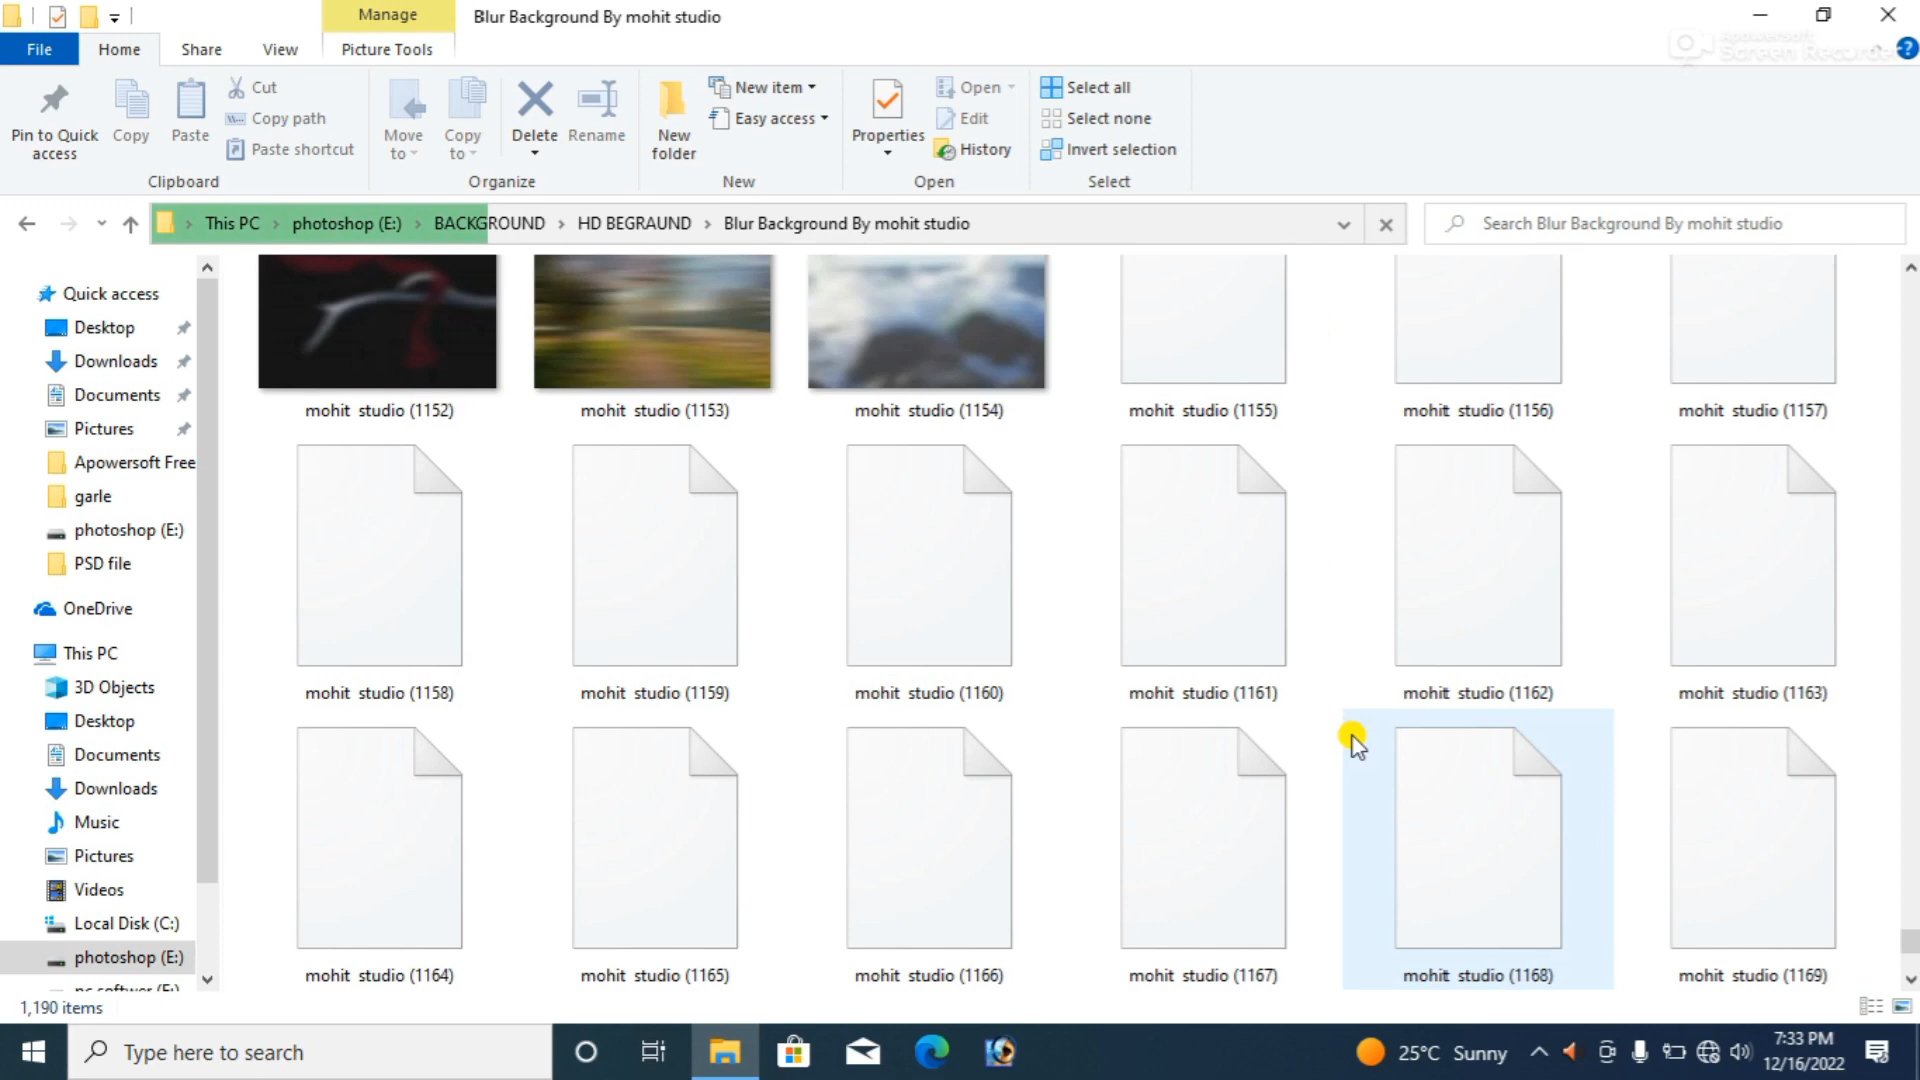 Manage
Blur Background By mohit studio
File
Home
Share
View
Picture Tools
Apowersoft
Screen Recorder
Pin to Quick
access
Copy
Paste
Cut
Copy path
Paste shortcut
Clipboard
Move
to
Copy
to
Delete
Rename
Organize
New
folder
New item
Easy access
New
Properties
Open
Edit
History
Open
Select all
Select none
Invert selection
Select
This PC
photoshop (E:)
BACKGROUND
HD BEGRAUND
Blur Background By mohit studio
Search Blur Background By mohit studio
Quick access
Desktop
Downloads
Documents
Pictures
Apowersoft Free
garle
photoshop (E:)
PSD file
OneDrive
This PC
3D Objects
Desktop
Documents
Downloads
Music
Pictures
Videos
Local Disk (C:)
photoshop (E:)
mohit studio (1152)
mohit studio (1153)
mohit studio (1154)
mohit studio (1155)
mohit studio (1156)
mohit studio (1157)
mohit studio (1158)
mohit studio (1159)
mohit studio (1160)
mohit studio (1161)
mohit studio (1162)
mohit studio (1163)
mohit studio (1164)
mohit studio (1165)
mohit studio (1166)
mohit studio (1167)
mohit studio (1168)
mohit studio (1169)
1,190 items
Type here to search
25°C Sunny
7:33 PM
12/16/2022